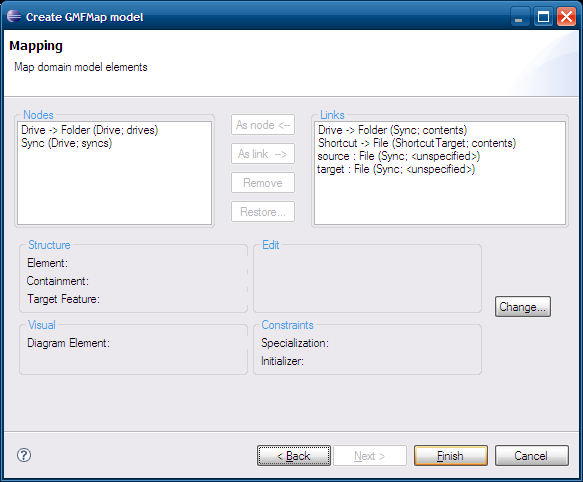 Create GMFMap model
Mapping
Map domain model elements
Nodes
Drive -> Folder (Drive; drives)
Sync (Drive; syncs)
As node <--
As link -->
Remove
Restore...
Links
Drive -> Folder (Sync; contents)
Shortcut -> File (ShortcutTarget; contents)
source : File (Sync; <unspecified>)
target : File (Sync; <unspecified>)
Structure
Element:
Containment:
Target Feature:
Edit
Change...
Visual
Diagram Element:
Constraints
Specialization:
Initializer:
?
< Back
Next >
Finish
Cancel